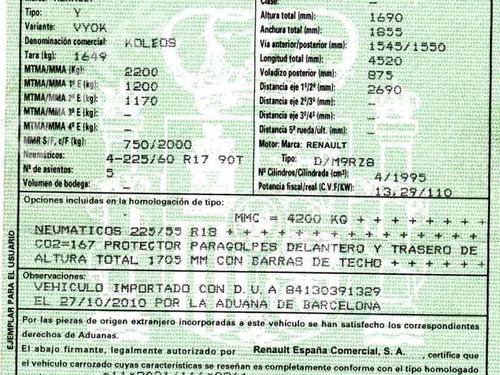 Tipo: Y
Variante: VYOK
Denominación comercial: KOLEOS
Tara (kg): 1649
MTMA/MMA (Kg): 2200
MTMA/MMA 1º E (kg): 1200
MTMA/MMA 2º E (kg): 1170
MTMA/MMA 3º E (kg): —
MTMA/MMA 4º E (kg): —
MMR S/F, c/F (kg): 750/2000
Neumáticos: 4-225/60 R17 90T
Nº de asientos: 5
Volumen de bodega: —
Clase: —
Altura total (mm): 1690
Anchura total (mm): 1855
Vía anterior/posterior (mm): 1545/1550
Longitud total (mm): 4520
Voladizo posterior (mm): 875
Distancia eje 1º/2º (mm): 2690
Distancia eje 2º/3º (mm): —
Distancia eje 3º/4º (mm): —
Distancia 5ª rueda/últ. (mm): —
Motor: Marca: RENAULT
Tipo: D/M9RZ8
Nº Cilindros/Cilindrada (cm³): 4/1995
Potencia fiscal/real (C.V.F/KW): 13,29/110
Opciones incluidas en la homologación de tipo:
MMC = 4200 KG + + + + + + +
NEUMATICOS 225/55 R18 + + + + + + + + + + + + + + +
CO2=167 PROTECTOR PARAGOLPES DELANTERO Y TRASERO DE
ALTURA TOTAL 1705 MM CON BARRAS DE TECHO + + + + + +
Observaciones:
VEHICULO IMPORTADO CON D.U.A 84130391329
EL 27/10/2010 POR LA ADUANA DE BARCELONA
EJEMPLAR PARA EL USUARIO
Por las piezas de origen extranjero incorporadas a este vehículo se han satisfecho los correspondientes
derechos de Aduanas.
El abajo firmante, legalmente autorizado por Renault España Comercial, S. A. , certifica que
el vehículo carrozado cuyas características se reseñan es completamente conforme con el tipo homologado